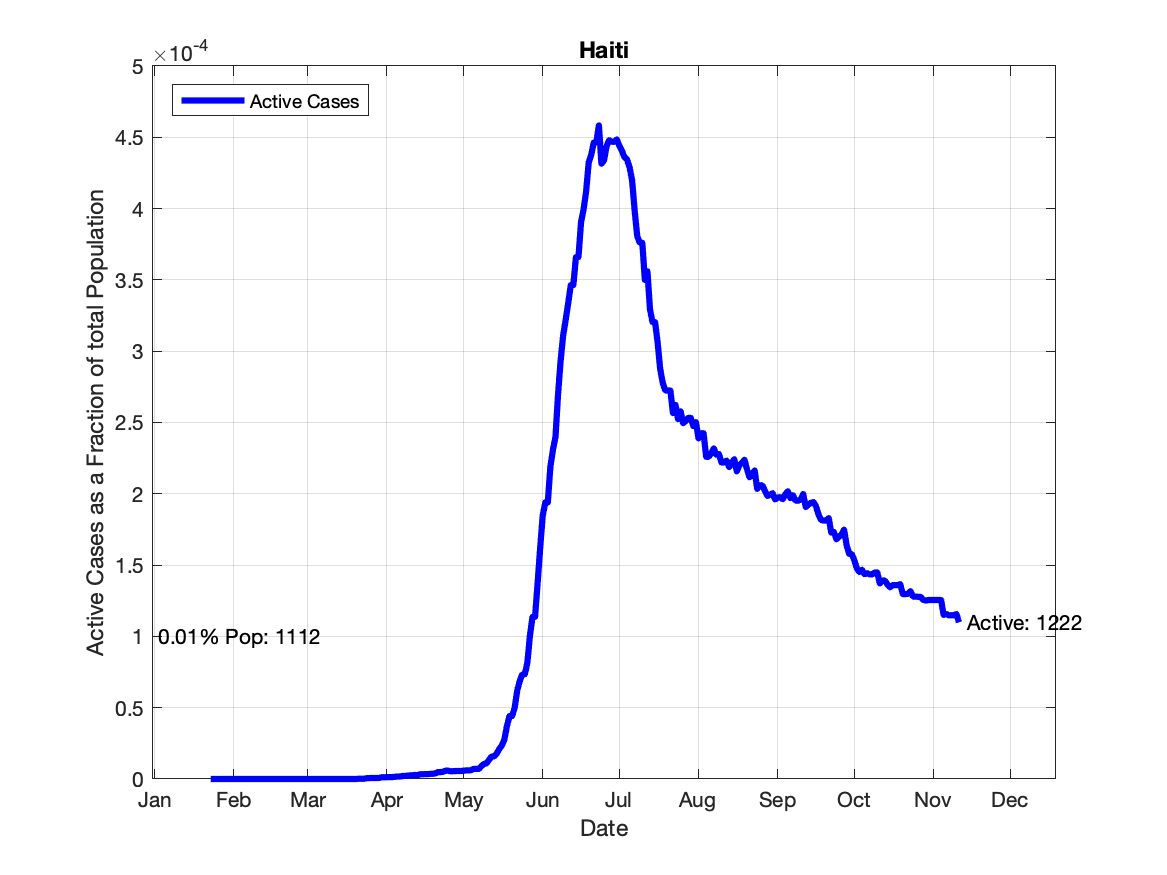 Haiti
×10-4
5
4.5
4
3.5
3
2.5
2
1.5
1
0.5
0
Active Cases as a Fraction of total Population
Active Cases
0.01% Pop: 1112
Active: 1222
Jan Feb Mar Apr May Jun Jul Aug Sep Oct Nov Dec
Date